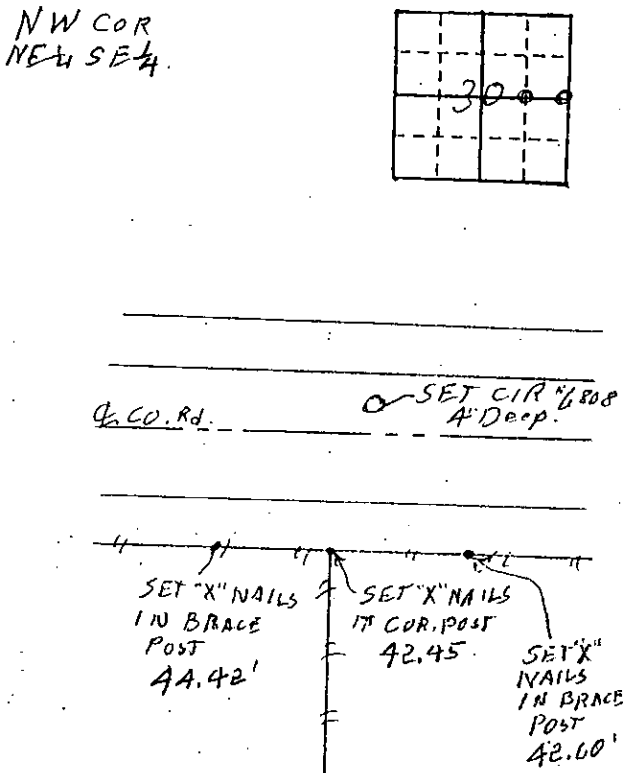 NW COR
NE¼ SE¼.
30
SET CIR #6808
4" Deep.
℄ CO. Rd.
SET "X" NAILS
IN BRACE
POST
44.42'
SET "X" NAILS
COR. POST
42.45
SET "X"
NAILS
IN BRACE
POST
42.60'